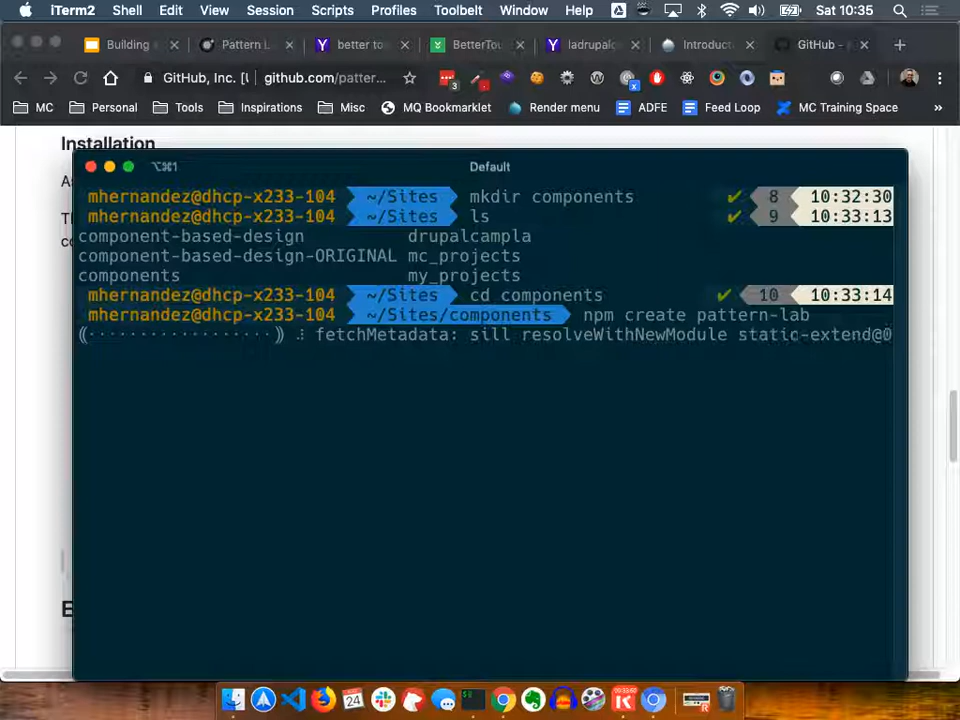 iTerm2 Shell Edit View Session Scripts Profiles Toolbelt Window Help Sat 10:35
Building Pattern L better to BetterTou ladrupalc Introduct GitHub -
GitHub, Inc. [U github.com/patter... 3 x
MC Personal Tools Inspirations Misc MQ Bookmarklet Render menu ADFE Feed Loop MC Training Space »
Installation
⌥⌘1 Default
mhernandez@dhcp-x233-104 ~/Sites mkdir components ✔ 8 10:32:30
mhernandez@dhcp-x233-104 ~/Sites ls ✔ 9 10:33:13
component-based-design drupalcampla
component-based-design-ORIGINAL mc_projects
components my_projects
mhernandez@dhcp-x233-104 ~/Sites cd components ✔ 10 10:33:14
mhernandez@dhcp-x233-104 ~/Sites/components npm create pattern-lab
fetchMetadata: sill resolveWithNewModule static-extend@0
24